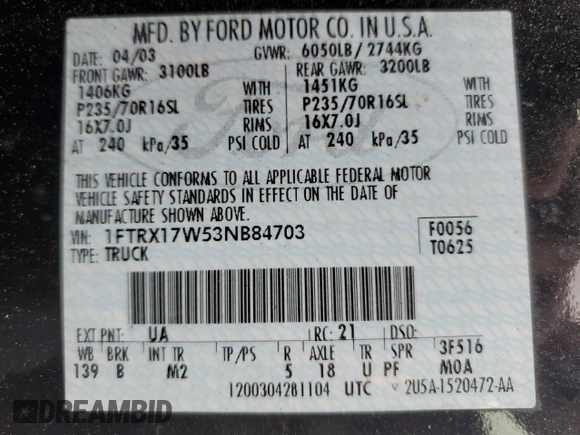 MFD. BY FORD MOTOR CO. IN U.S.A.
DATE: 04/03 GVWR: 6050LB/ 2744KG
FRONT GAWR: 3100LB REAR GAWR: 3200LB
1406KG WITH 1451KG WITH
P235/70R16SL TIRES P235/70R16SL TIRES
16X7.0J RIMS 16X7.0J RIMS
AT 240 kPa/35 PSI COLD AT 240 kPa/35 PSI COLD
Ford
THIS VEHICLE CONFORMS TO ALL APPLICABLE FEDERAL MOTOR
VEHICLE SAFETY STANDARDS IN EFFECT ON THE DATE OF
MANUFACTURE SHOWN ABOVE.
VIN: 1FTRX17W53NB84703 F0056
TYPE: TRUCK T0625
EXT PNT: UA RC: 21 DSO:
WB BRK INT TR TP/PS R AXLE TR SPR 3F516
139 B M2 5 18 U PF MOA
1200304281104 UTC ▽ 2U5A-1520472-AA
DREAMBID